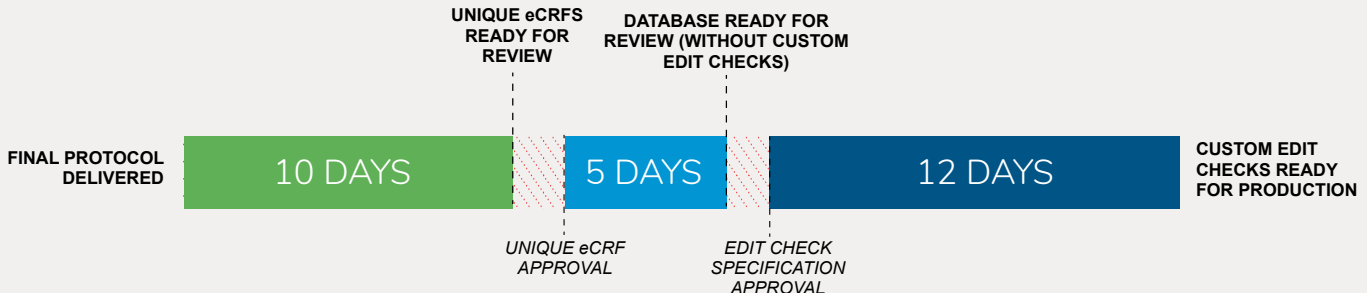 UNIQUE eCRFS
READY FOR
REVIEW
DATABASE READY FOR
REVIEW (WITHOUT CUSTOM
EDIT CHECKS)
FINAL PROTOCOL
DELIVERED
10 DAYS
5 DAYS
12 DAYS
CUSTOM EDIT
CHECKS READY
FOR PRODUCTION
UNIQUE eCRF
APPROVAL
EDIT CHECK
SPECIFICATION
APPROVAL